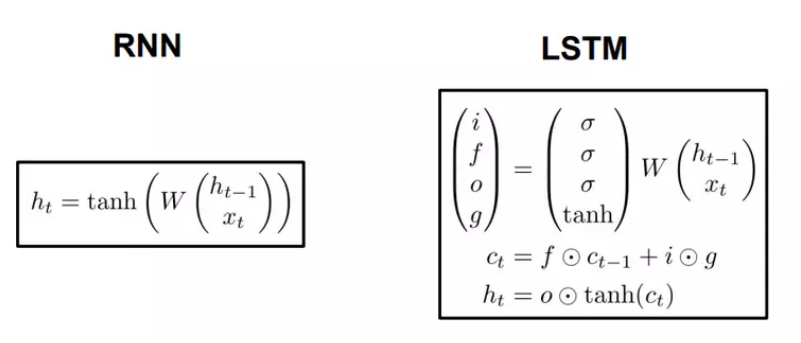 RNN
h_t = tanh ( W ( h_{t-1} x_t ) )
LSTM
( i f o g ) = ( σ σ σ tanh ) W ( h_{t-1} x_t )
c_t = f ⊙ c_{t-1} + i ⊙ g
h_t = o ⊙ tanh(c_t)